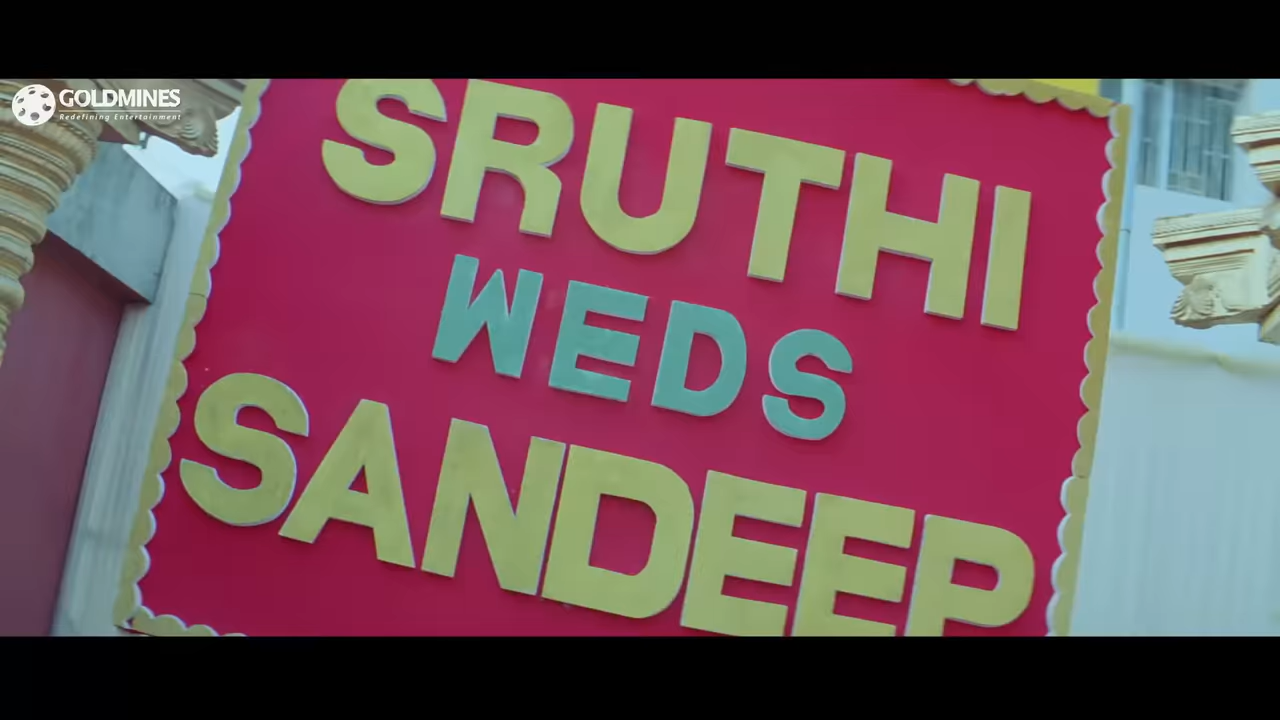 GOLDMINES
Redefining Entertainment
SRUTHI
WEDS
SANDEEP